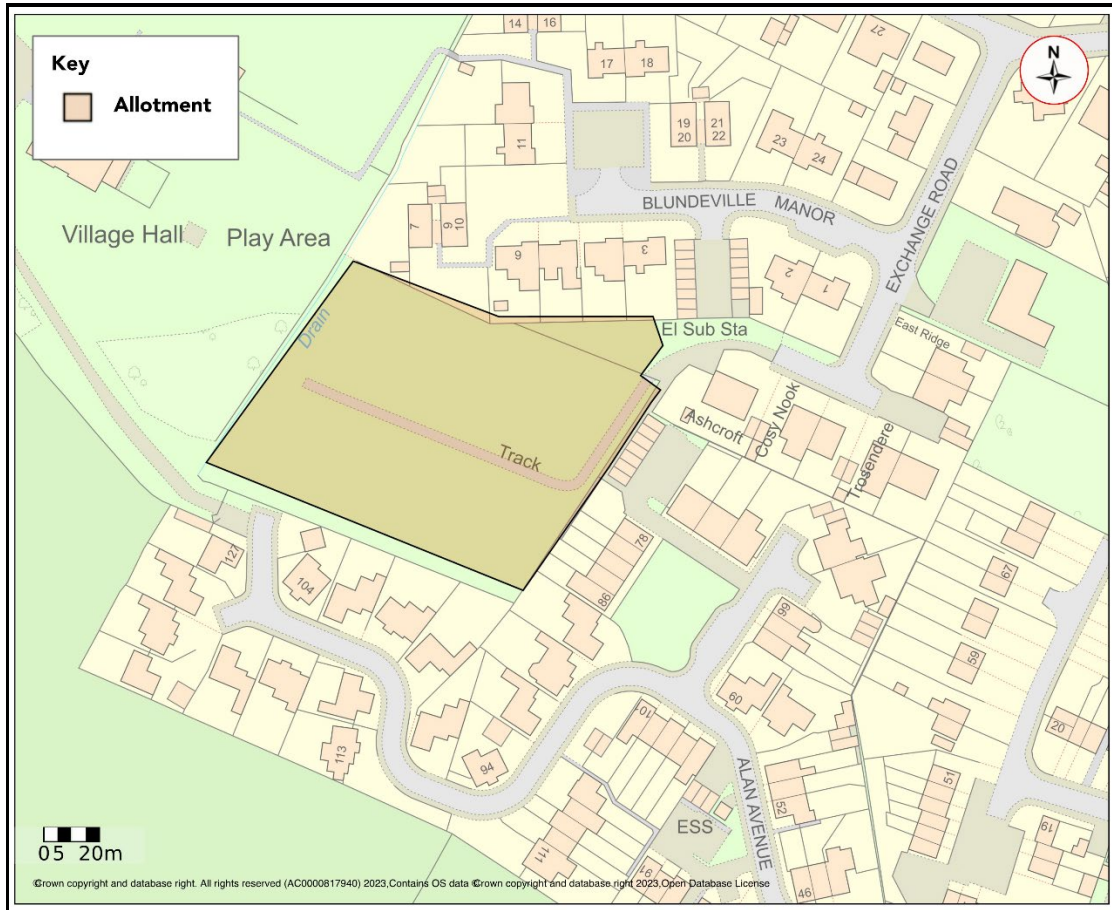 Key
Allotment
N
14
16
17
18
27
11
19
20
21
22
23
24
EXCHANGE ROAD
BLUNDEVILLE MANOR
7
9
10
6
3
2
1
Village Hall
Play Area
Drain
El Sub Sta
East Ridge
Ashcroft
Cosy Nook
Trosendere
Track
78
86
127
104
99
67
59
60
101
113
94
20
51
19
52
ESS
ALAN AVENUE
111
91
46
0 5 20m
©Crown copyright and database right. All rights reserved (AC0000817940) 2023,Contains OS data ©Crown copyright and database right 2023,Open Database License